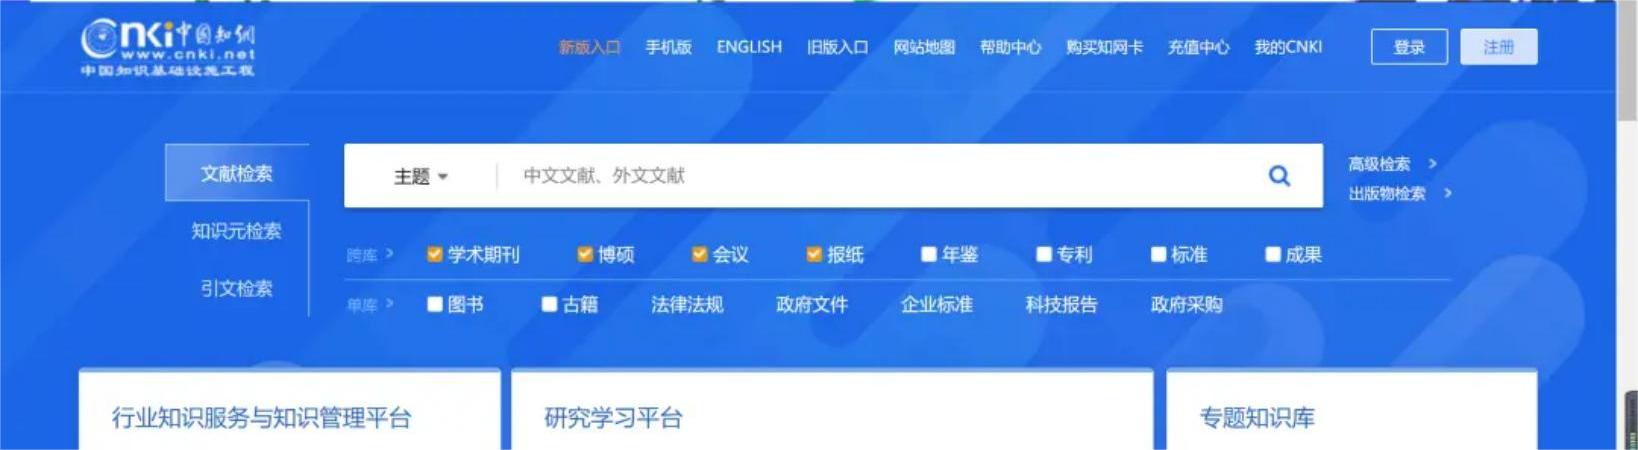 cnki 中国知网
www.cnki.net
中国知识基础设施工程
新版入口 手机版 ENGLISH 旧版入口 网站地图 帮助中心 购买知网卡 充值中心 我的CNKI 登录 注册
文献检索 主题 中文文献、外文文献 高级检索 >
出版物检索 >
知识元检索
跨库 > 学术期刊 博硕 会议 报纸 年鉴 专利 标准 成果
引文检索
单库 > 图书 古籍 法律法规 政府文件 企业标准 科技报告 政府采购
行业知识服务与知识管理平台 研究学习平台 专题知识库